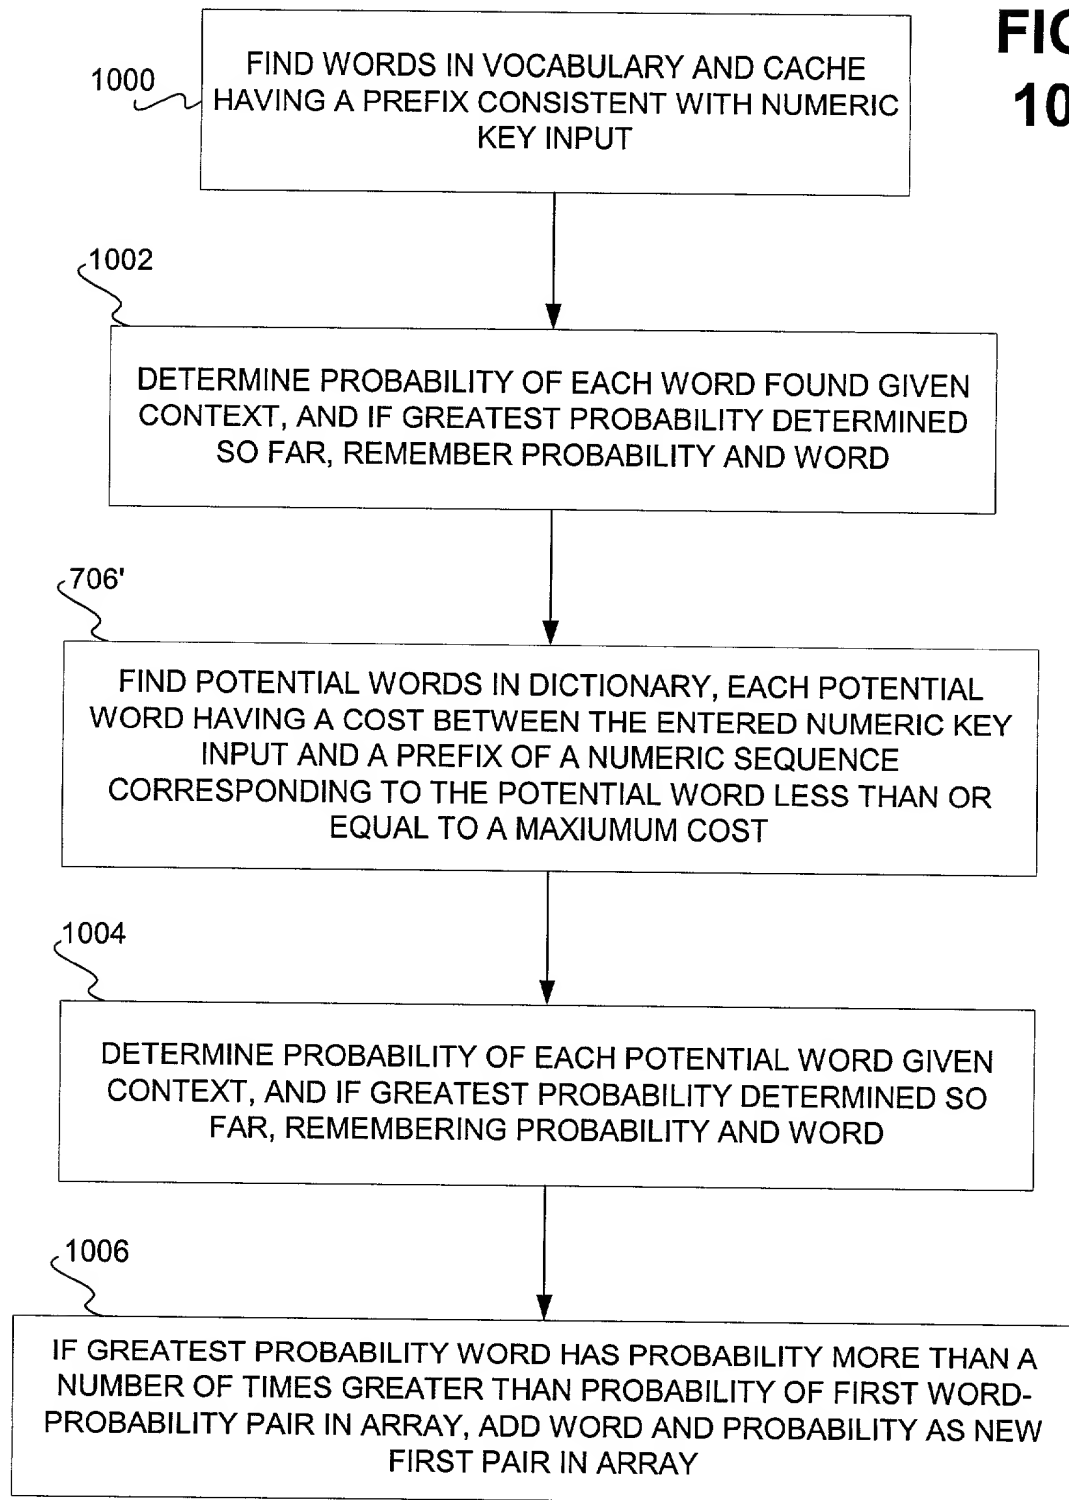 FIG
10
1000
FIND WORDS IN VOCABULARY AND CACHE
HAVING A PREFIX CONSISTENT WITH NUMERIC
KEY INPUT
1002
DETERMINE PROBABILITY OF EACH WORD FOUND GIVEN
CONTEXT, AND IF GREATEST PROBABILITY DETERMINED
SO FAR, REMEMBER PROBABILITY AND WORD
706'
FIND POTENTIAL WORDS IN DICTIONARY, EACH POTENTIAL
WORD HAVING A COST BETWEEN THE ENTERED NUMERIC KEY
INPUT AND A PREFIX OF A NUMERIC SEQUENCE
CORRESPONDING TO THE POTENTIAL WORD LESS THAN OR
EQUAL TO A MAXIUMUM COST
1004
DETERMINE PROBABILITY OF EACH POTENTIAL WORD GIVEN
CONTEXT, AND IF GREATEST PROBABILITY DETERMINED SO
FAR, REMEMBERING PROBABILITY AND WORD
1006
IF GREATEST PROBABILITY WORD HAS PROBABILITY MORE THAN A
NUMBER OF TIMES GREATER THAN PROBABILITY OF FIRST WORD-
PROBABILITY PAIR IN ARRAY, ADD WORD AND PROBABILITY AS NEW
FIRST PAIR IN ARRAY